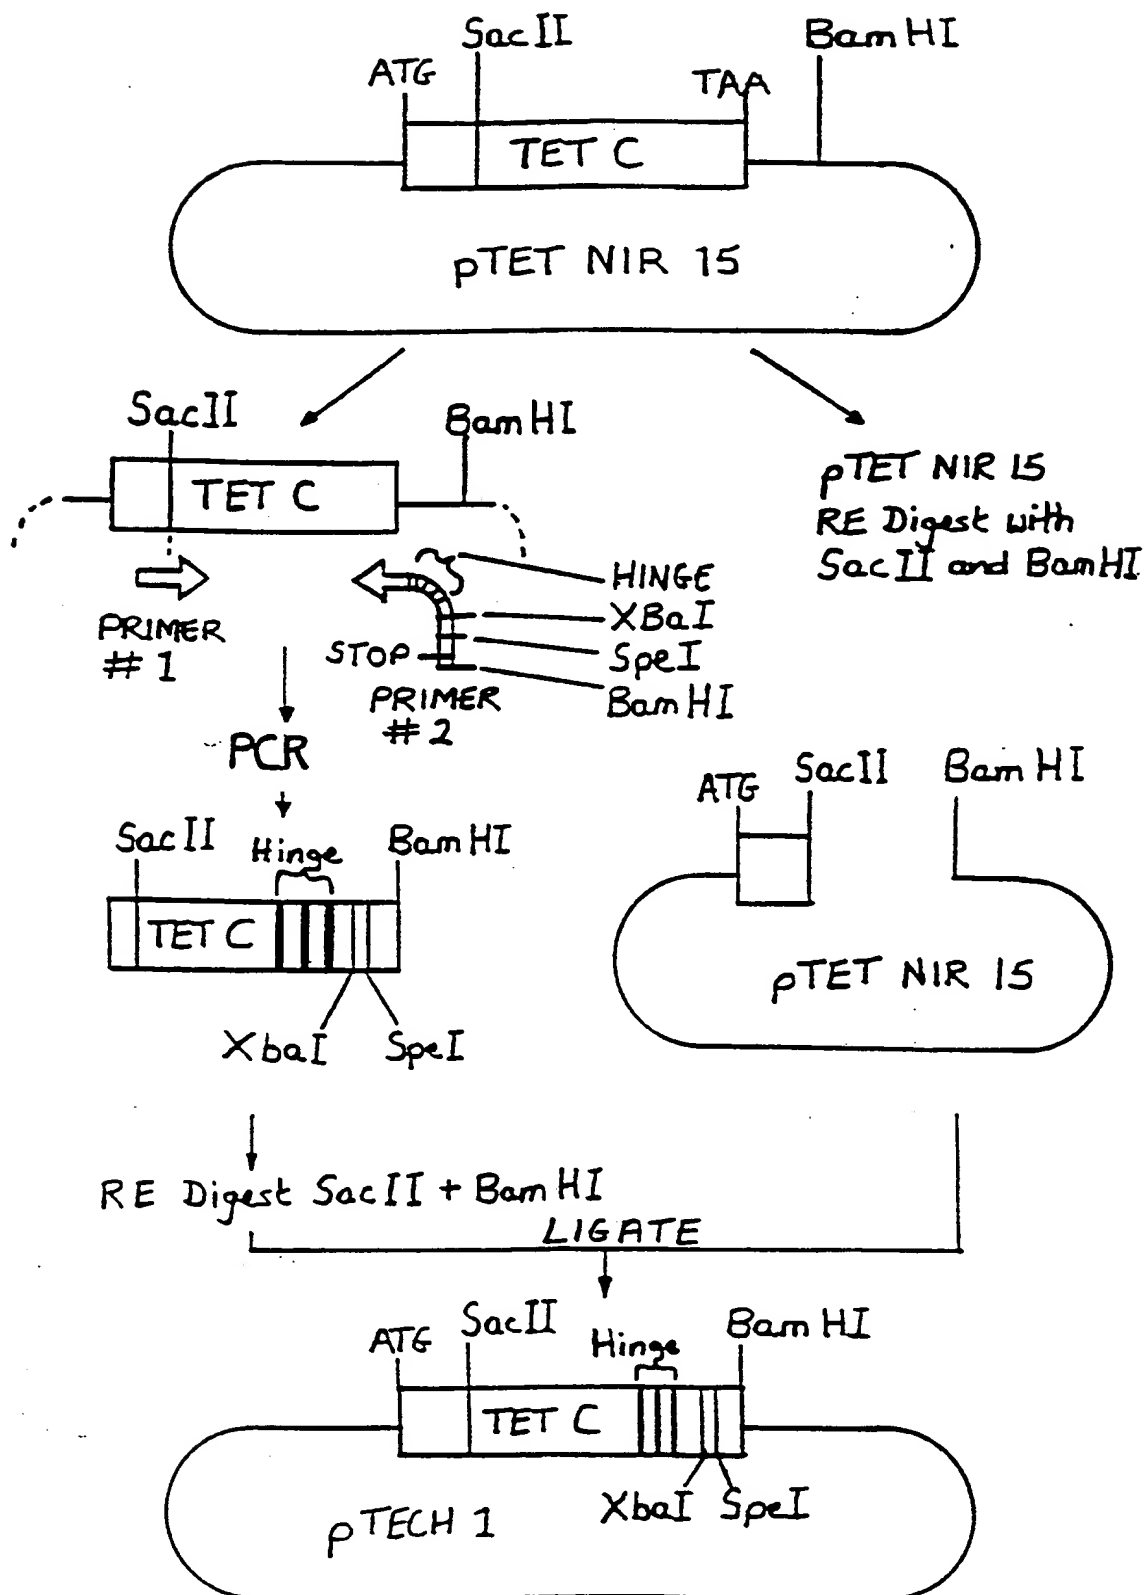 SacII
BamHI
ATG
TAA
TET C
pTET NIR 15
SacII
BamHI
TET C
pTET NIR 15
RE Digest with
SacII and BamHI
HINGE
XBaI
SpeI
BamHI
STOP
PRIMER
#1
PRIMER
#2
PCR
SacII
Hinge
BamHI
TET C
XbaI
SpeI
ATG
SacII
BamHI
pTET NIR 15
RE Digest SacII + BamHI
LIGATE
ATG
SacII
Hinge
BamHI
TET C
XbaI
SpeI
pTECH 1